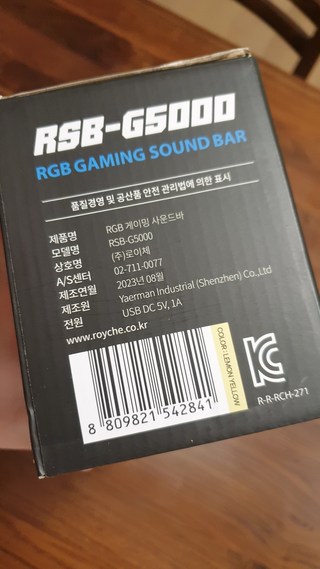 RSB-G5000
RGB GAMING SOUND BAR
품질경영 및 공산품 안전 관리법에 의한 표시
제품명 RGB 게이밍 사운드바
모델명 RSB-G5000
상호명 (주)로이체
A/S센터 02-711-0077
제조연월 2023년 08월
제조원 Yaerman Industrial (Shenzhen) Co.,Ltd
전원 USB DC 5V, 1A
www.royche.co.kr
COLOR : LEMON YELLOW
8 809821 542841
R-R-RCH-271